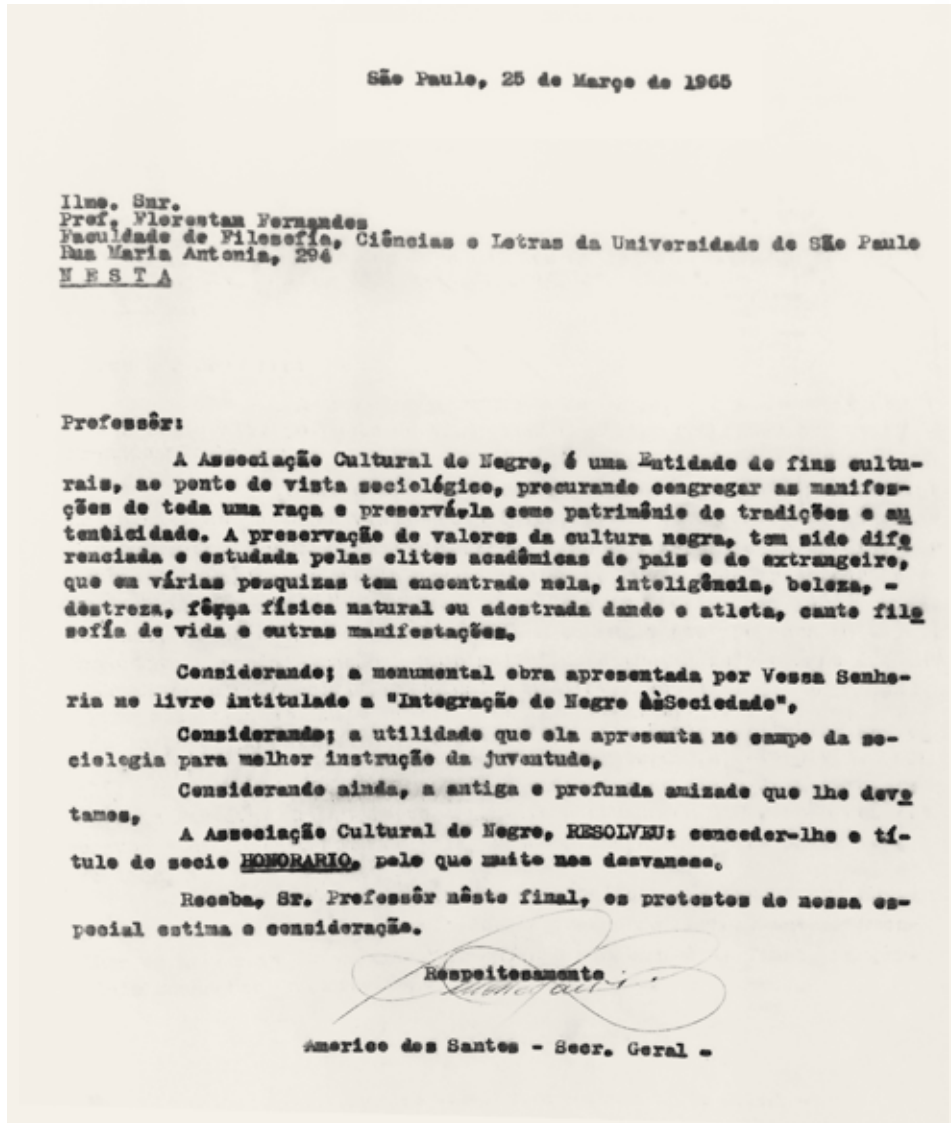 São Paulo, 25 de Março de 1965
Ilmo. Snr.
Prof. Florestan Fernandes
Faculdade de Filosofia, Ciências e Letras da Universidade de São Paulo
Rua Maria Antonia, 294
N E S T A
Professôr:
A Associação Cultural do Negro, é uma Entidade de fins cultu-
rais, ao ponto de vista sociológico, procurando congregar as manifes-
ções de toda uma raça e preservá-la como patrimônio de tradições e au
tenticidade. A preservação de valores da cultura negra, tem sido dife
renciada e estudada pelas elites acadêmicas do pais e do extrangeiro,
que em várias pesquizas tem encontrado nela, inteligência, beleza, -
dêstreza, fôrça física natural ou adestrada dando o atleta, canto filo
sofía de vida e outras manifestações.
Considerando; a monumental obra apresentada por Vossa Senho-
ria no livro intitulado a "Integração do Negro ààSociedade",
Considerando; a utilidade que ela apresenta no campo da so-
ciologia para melhor instrução da juventude,
Considerando ainda, a antiga e profunda amizade que lhe devo
tamos,
A Associação Cultural do Negro, RESOLVEU: conceder-lhe o tí-
tulo de socio HONORARIO, pelo que muito nos desvanese.
Receba, Sr. Professôr nêste final, os protestos de nossa es-
pecial estima e consideração.
Respeitosamente
Americo dos Santos - Secr. Geral -